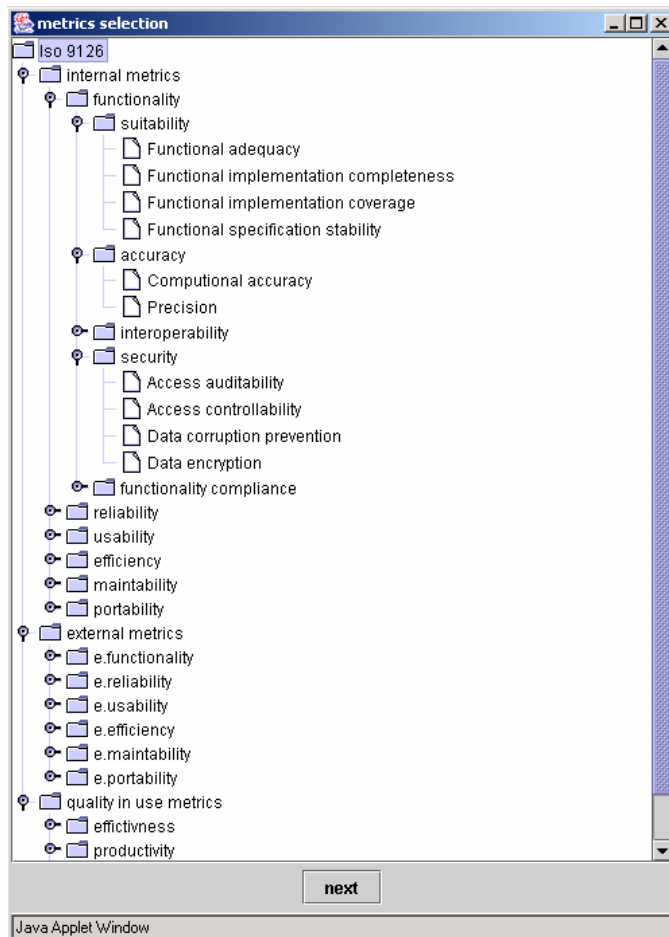 metrics selection
Iso 9126
internal metrics
functionality
suitability
Functional adequacy
Functional implementation completeness
Functional implementation coverage
Functional specification stability
accuracy
Computional accuracy
Precision
interoperability
security
Access auditability
Access controllability
Data corruption prevention
Data encryption
functionality compliance
reliability
usability
efficiency
maintability
portability
external metrics
e.functionality
e.reliability
e.usability
e.efficiency
e.maintability
e.portability
quality in use metrics
effictivness
productivity
next
Java Applet Window